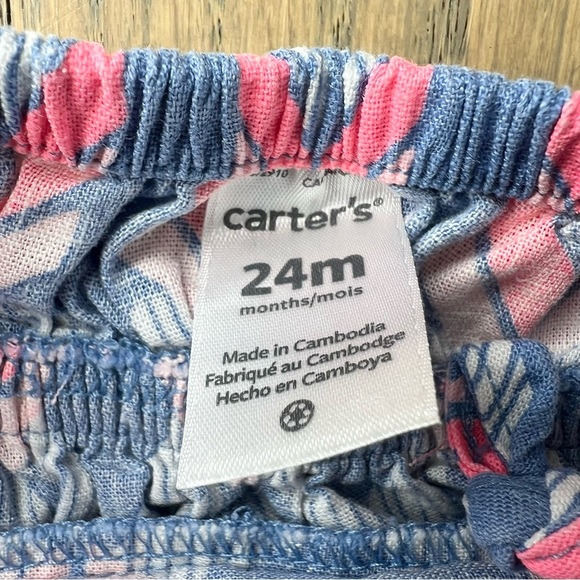 carter's®
24m
months/mois
Made in Cambodia
Fabriqué au Cambodge
Hecho en Camboya